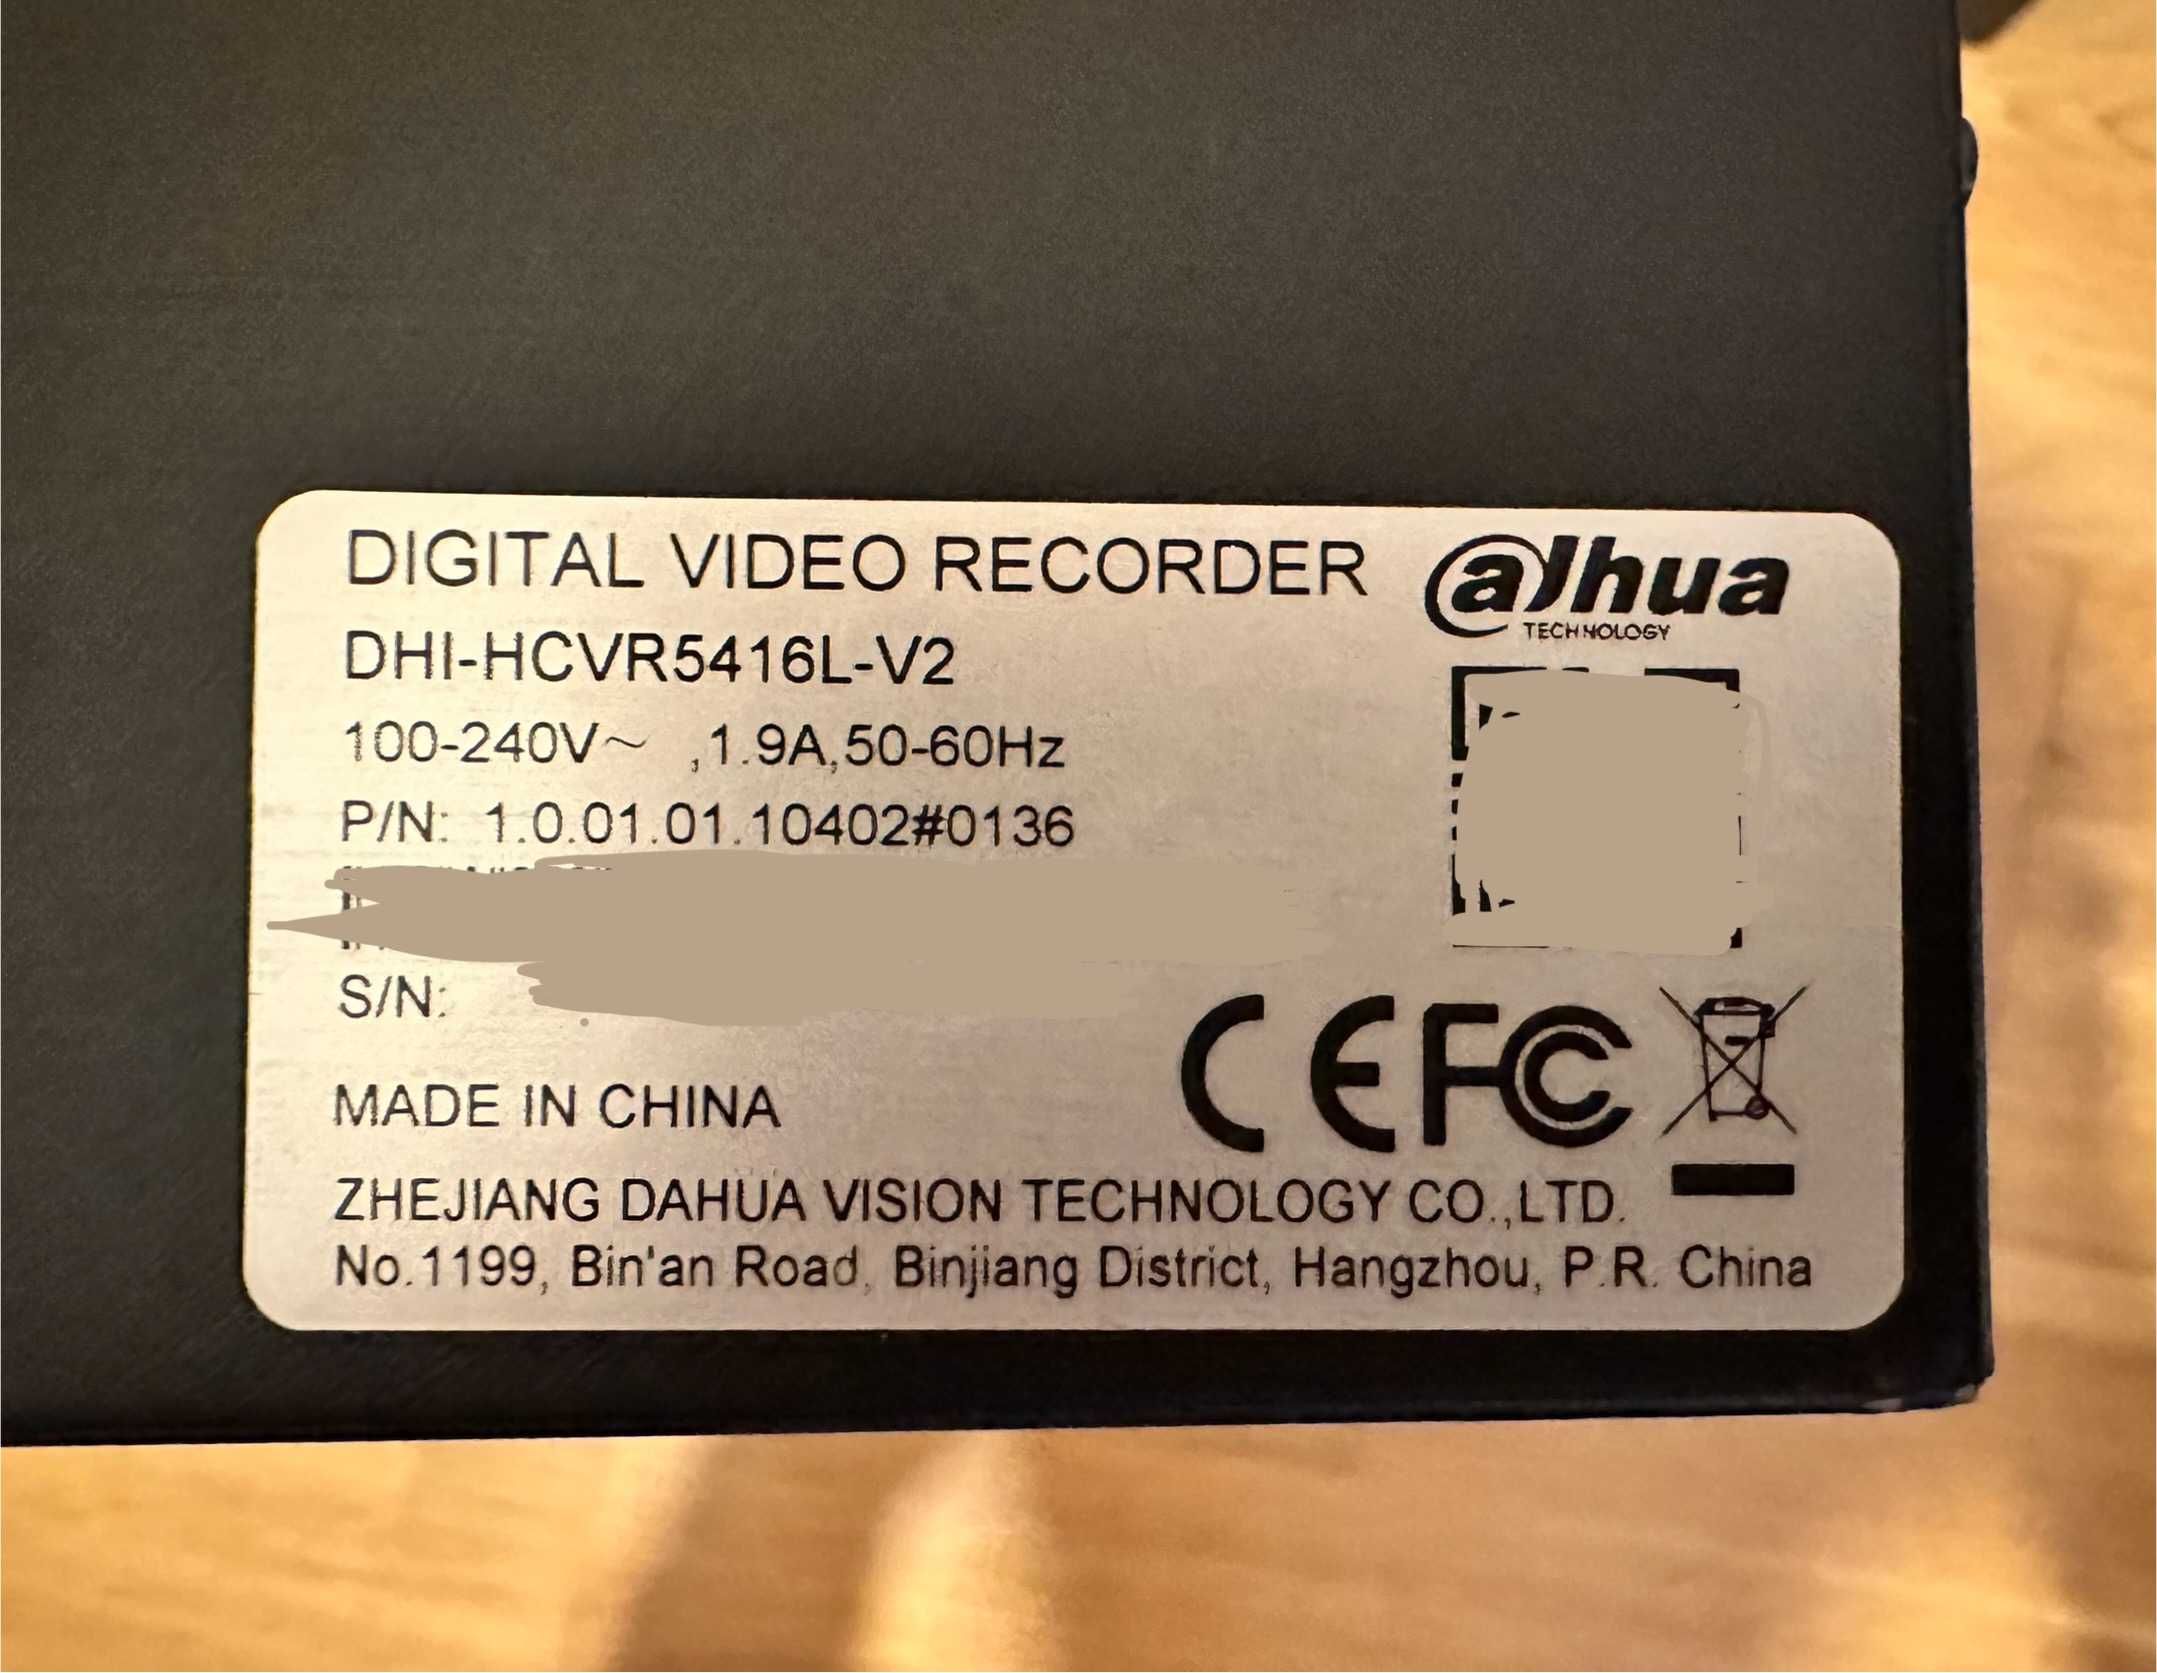 DIGITAL VIDEO RECORDER
alhua
TECHNOLOGY
DHI-HCVR5416L-V2
100-240V~ ,1.9A,50-60Hz
P/N: 1.0.01.01.10402#0136
S/N:
CE FC
MADE IN CHINA
ZHEJIANG DAHUA VISION TECHNOLOGY CO.,LTD.
No.1199, Bin'an Road, Binjiang District, Hangzhou, P.R. China